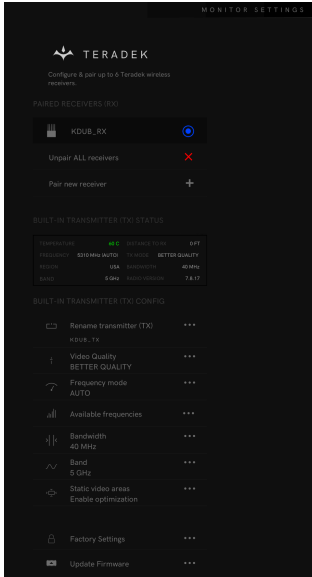 MONITOR SETTINGS
TERADEK
Configure & pair up to 6 Teradek wireless
receivers.
PAIRED RECEIVERS (RX)
KDUB_RX
Unpair ALL receivers
Pair new receiver
BUILT-IN TRANSMITTER (TX) STATUS
TEMPERATURE 60 C DISTANCE TO RX 0 FT
FREQUENCY 5310 MHz (AUTO) TX MODE BETTER QUALITY
REGION USA BANDWIDTH 40 MHz
BAND 5 GHz RADIO VERSION 7.8.17
BUILT-IN TRANSMITTER (TX) CONFIG
Rename transmitter (TX)
KDUB_TX
Video Quality
BETTER QUALITY
Frequency mode
AUTO
Available frequencies
Bandwidth
40 MHz
Band
5 GHz
Static video areas
Enable optimization
Factory Settings
Update Firmware